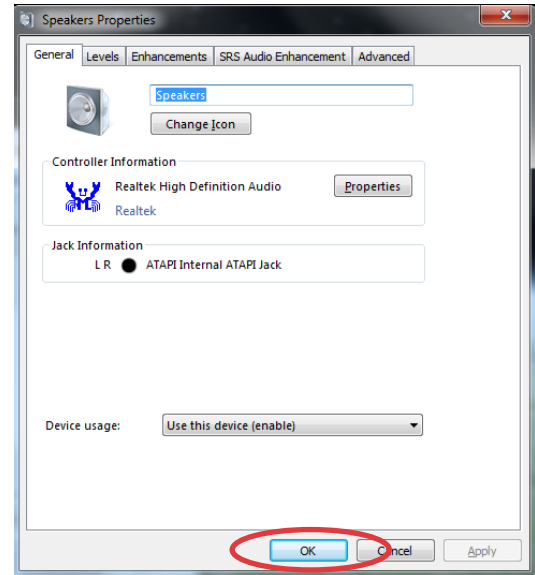 Speakers Properties
General Levels Enhancements SRS Audio Enhancement Advanced
Speakers
Change Icon
Controller Information
Realtek High Definition Audio Properties
Realtek
Jack Information
L R ATAPI Internal ATAPI Jack
Device usage: Use this device (enable)
OK Cancel Apply